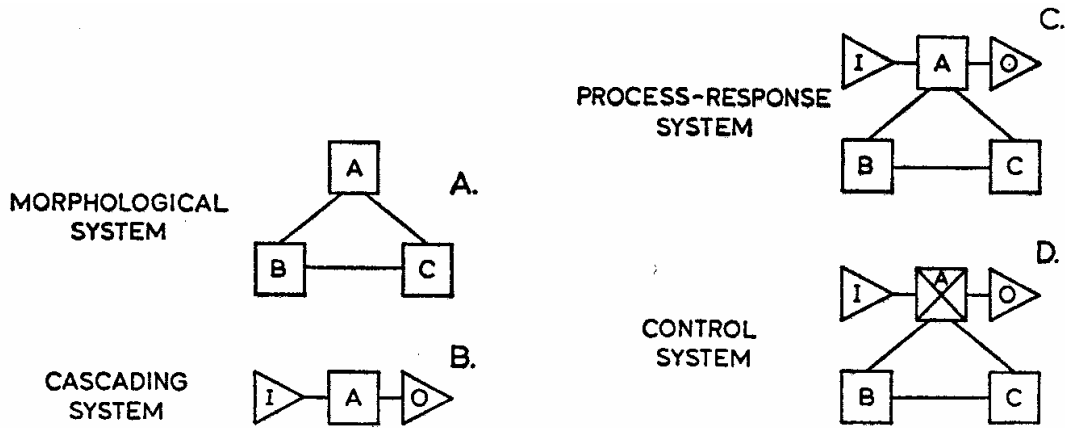 A.
A
MORPHOLOGICAL
SYSTEM
B C
B.
CASCADING
SYSTEM
I A O
C.
I A O
PROCESS-RESPONSE
SYSTEM
B C
D.
I A O
CONTROL
SYSTEM
B C